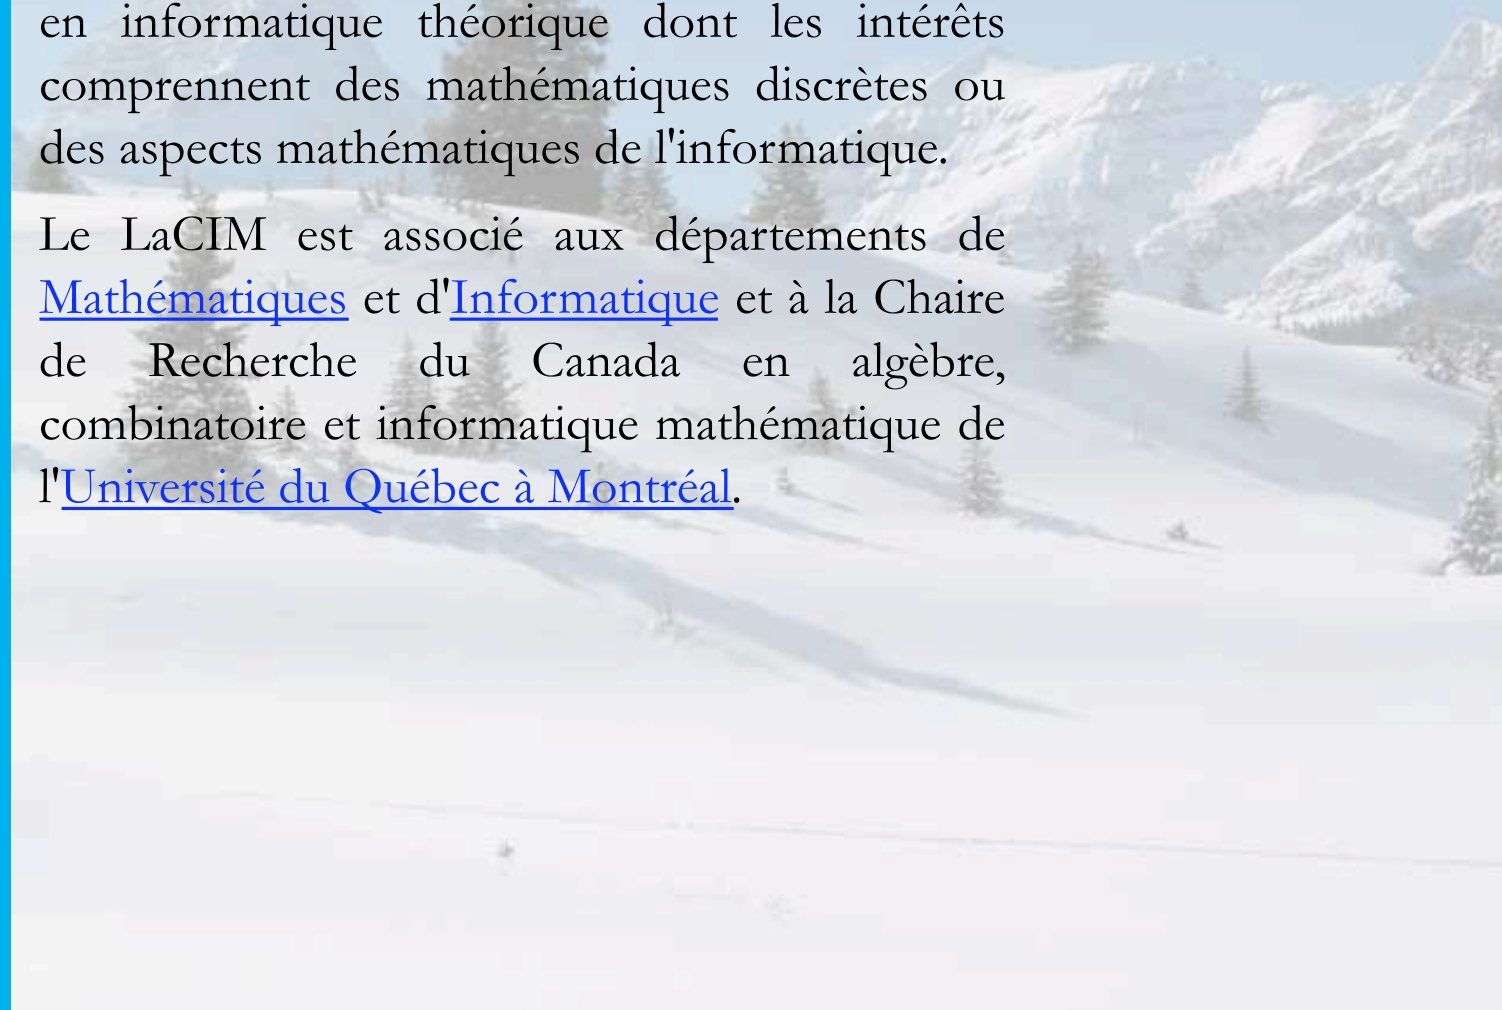 en informatique théorique dont les intérêts
comprennent des mathématiques discrètes ou
des aspects mathématiques de l'informatique.
Le LaCIM est associé aux départements de
Mathématiques et d'Informatique et à la Chaire
de Recherche du Canada en algèbre,
combinatoire et informatique mathématique de
l'Université du Québec à Montréal.